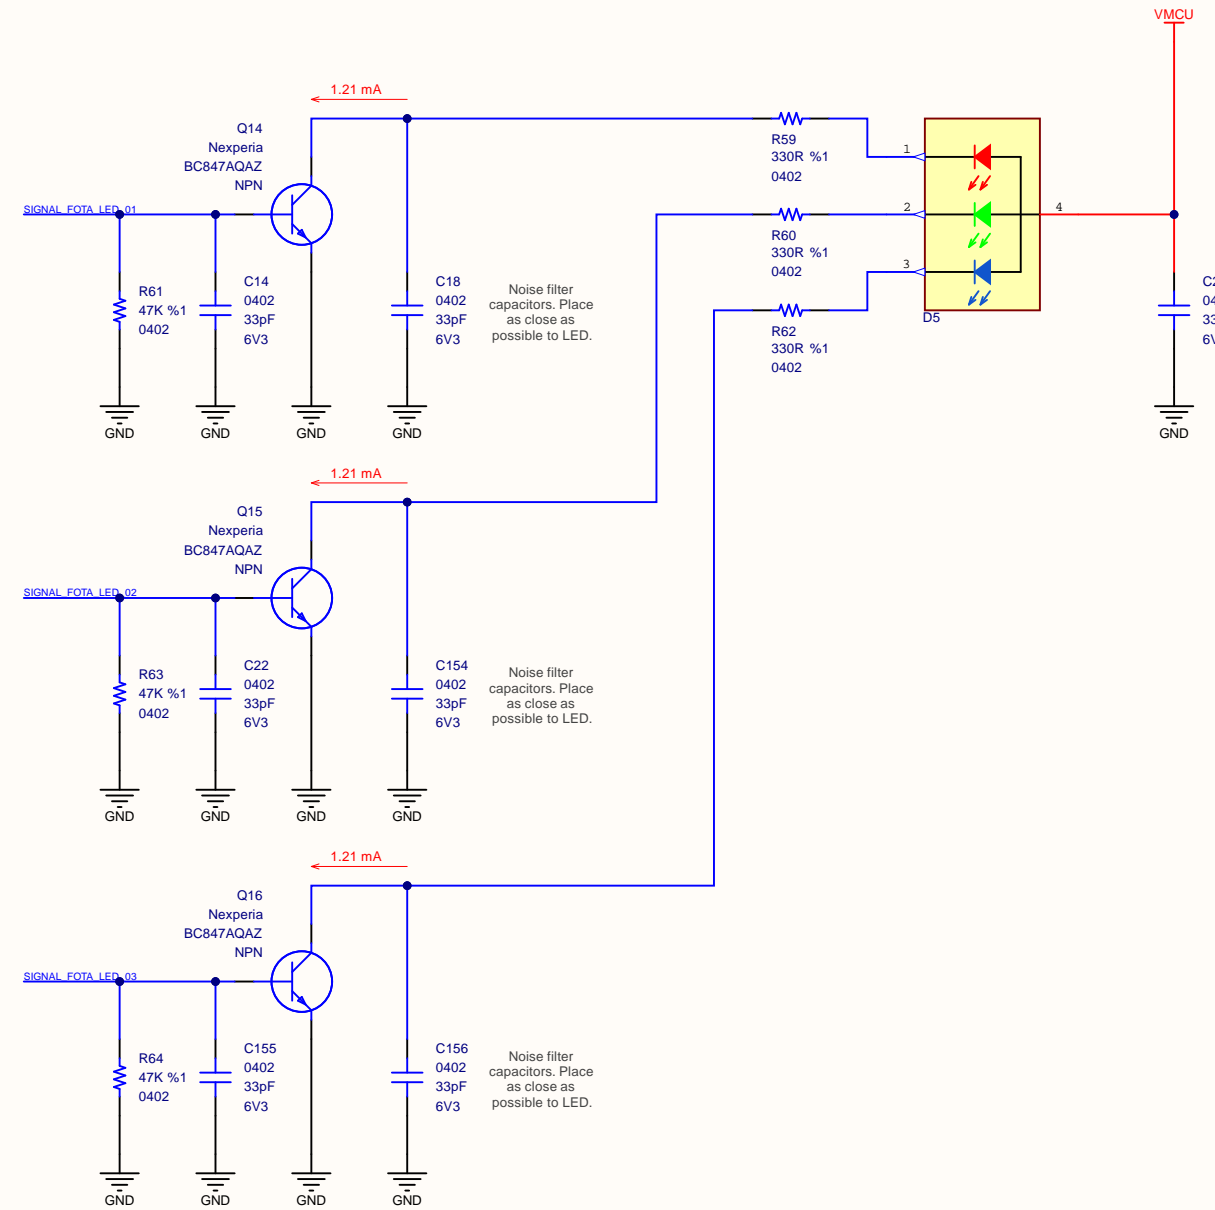 VMCU
1.21 mA
Q14
Nexperia
BC847AQAZ
NPN
SIGNAL_FOTA_LED_01
R61
47K %1
0402
C14
0402
33pF
6V3
C18
0402
33pF
6V3
Noise filter
capacitors. Place
as close as
possible to LED.
GND
GND
GND
GND
R59
330R %1
0402
R60
330R %1
0402
R62
330R %1
0402
1
2
3
4
D5
GND
1.21 mA
Q15
Nexperia
BC847AQAZ
NPN
SIGNAL_FOTA_LED_02
R63
47K %1
0402
C22
0402
33pF
6V3
C154
0402
33pF
6V3
Noise filter
capacitors. Place
as close as
possible to LED.
GND
GND
GND
GND
1.21 mA
Q16
Nexperia
BC847AQAZ
NPN
SIGNAL_FOTA_LED_03
R64
47K %1
0402
C155
0402
33pF
6V3
C156
0402
33pF
6V3
Noise filter
capacitors. Place
as close as
possible to LED.
GND
GND
GND
GND